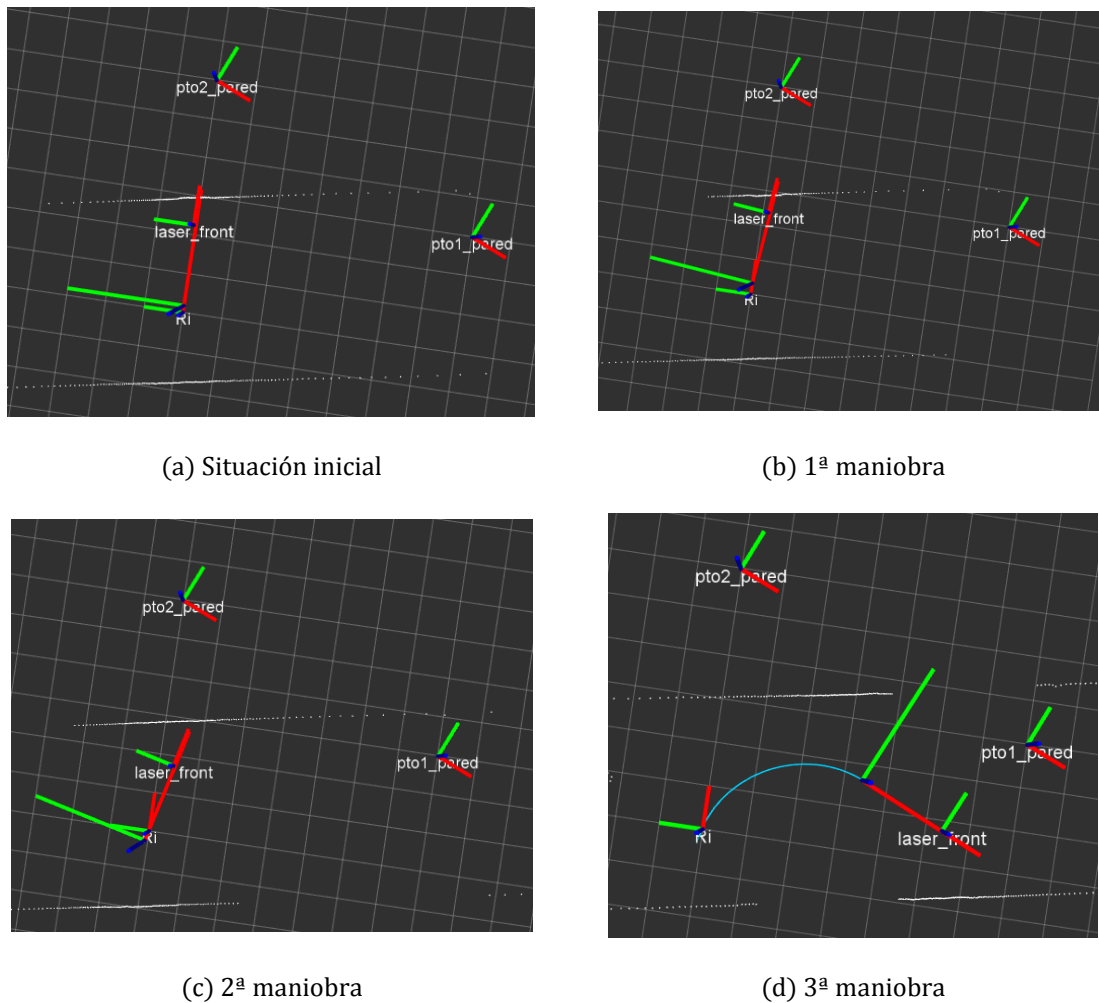 pto2_pared
laser_front
pto1_pared
Ri
(a) Situación inicial
pto2_pared
laser_front
pto1_pared
Ri
(b) 1ª maniobra
pto2_pared
laser_front
pto1_pared
Ri
(c) 2ª maniobra
pto2_pared
pto1_pared
Ri
laser_front
(d) 3ª maniobra